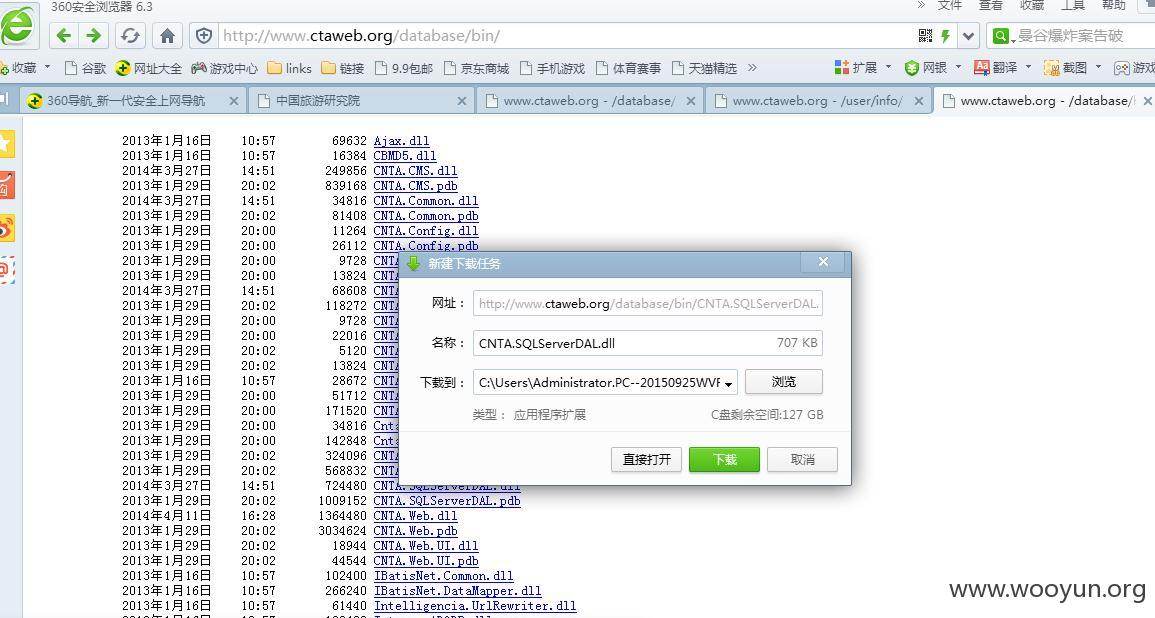 360安全浏览器 6.3
» 文件 查看 收藏 工具 帮助
http://www.ctaweb.org/database/bin/
曼谷爆炸案告破
收藏 谷歌 网址大全 游戏中心 links 链接 9.9包邮 京东商城 手机游戏 体育赛事 天猫精选 » 扩展 网银 翻译 截图 游戏
360导航_新一代安全上网导航 中国旅游研究院 www.ctaweb.org - /database/ www.ctaweb.org - /user/info/ www.ctaweb.org - /database/
2013年1月16日 10:57 69632 Ajax.dll
2013年1月16日 10:57 16384 CBMD5.dll
2014年3月27日 14:51 249856 CNTA.CMS.dll
2013年1月29日 20:02 839168 CNTA.CMS.pdb
2014年3月27日 14:51 34816 CNTA.Common.dll
2013年1月29日 20:02 81408 CNTA.Common.pdb
2013年1月29日 20:00 11264 CNTA.Config.dll
2013年1月29日 20:00 26112 CNTA.Config.pdb
2013年1月29日 20:00 9728 CNTA
2013年1月29日 20:00 13824 CNTA
2014年3月27日 14:51 68608 CNTA
2013年1月29日 20:02 118272 CNTA
2013年1月29日 20:00 9728 CNTA
2013年1月29日 20:00 22016 CNTA
2013年1月29日 20:02 5120 CNTA
2013年1月29日 20:02 13824 CNTA
2013年1月16日 10:57 28672 CNTA
2013年1月29日 20:00 51712 CNTA
2013年1月29日 20:00 171520 CNTA
2013年1月29日 20:00 34816 Cnta
2013年1月29日 20:00 142848 Cnta
2013年1月29日 20:02 324096 CNTA
2013年1月29日 20:02 568832 CNTA
2014年3月27日 14:51 724480 CNTA.SQLServerDAL.dll
2013年1月29日 20:02 1009152 CNTA.SQLServerDAL.pdb
2014年4月11日 16:28 1364480 CNTA.Web.dll
2013年1月29日 20:02 3034624 CNTA.Web.pdb
2013年1月29日 20:02 18944 CNTA.Web.UI.dll
2013年1月29日 20:02 44544 CNTA.Web.UI.pdb
2013年1月16日 10:57 102400 IBatisNet.Common.dll
2013年1月16日 10:57 266240 IBatisNet.DataMapper.dll
2013年1月16日 10:57 61440 Intelligencia.UrlRewriter.dll
新建下载任务
网址： http://www.ctaweb.org/database/bin/CNTA.SQLServerDAL.
名称： CNTA.SQLServerDAL.dll 707 KB
下载到： C:\Users\Administrator.PC--20150925WVF 浏览
类型： 应用程序扩展 C盘剩余空间:127 GB
直接打开 下载 取消
www.wooyun.org